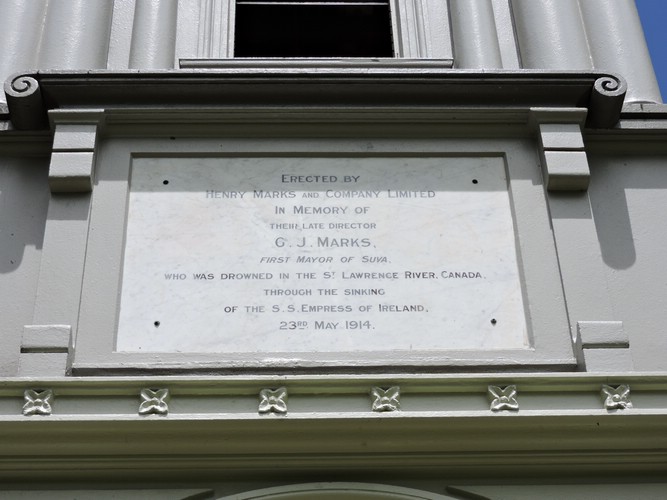 Erected by
Henry Marks and Company Limited
In Memory of
their late director
G. J. Marks,
first Mayor of Suva,
who was drowned in the St Lawrence River, Canada,
through the sinking
of the S.S. Empress of Ireland,
23rd May 1914.